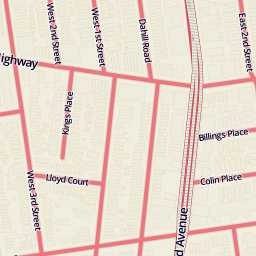 West 2nd Street
West 1st Street
Dahill Road
East 2nd Street
Highway
Kings Place
Billings Place
Lloyd Court
Colin Place
West 3rd Street
Avenue